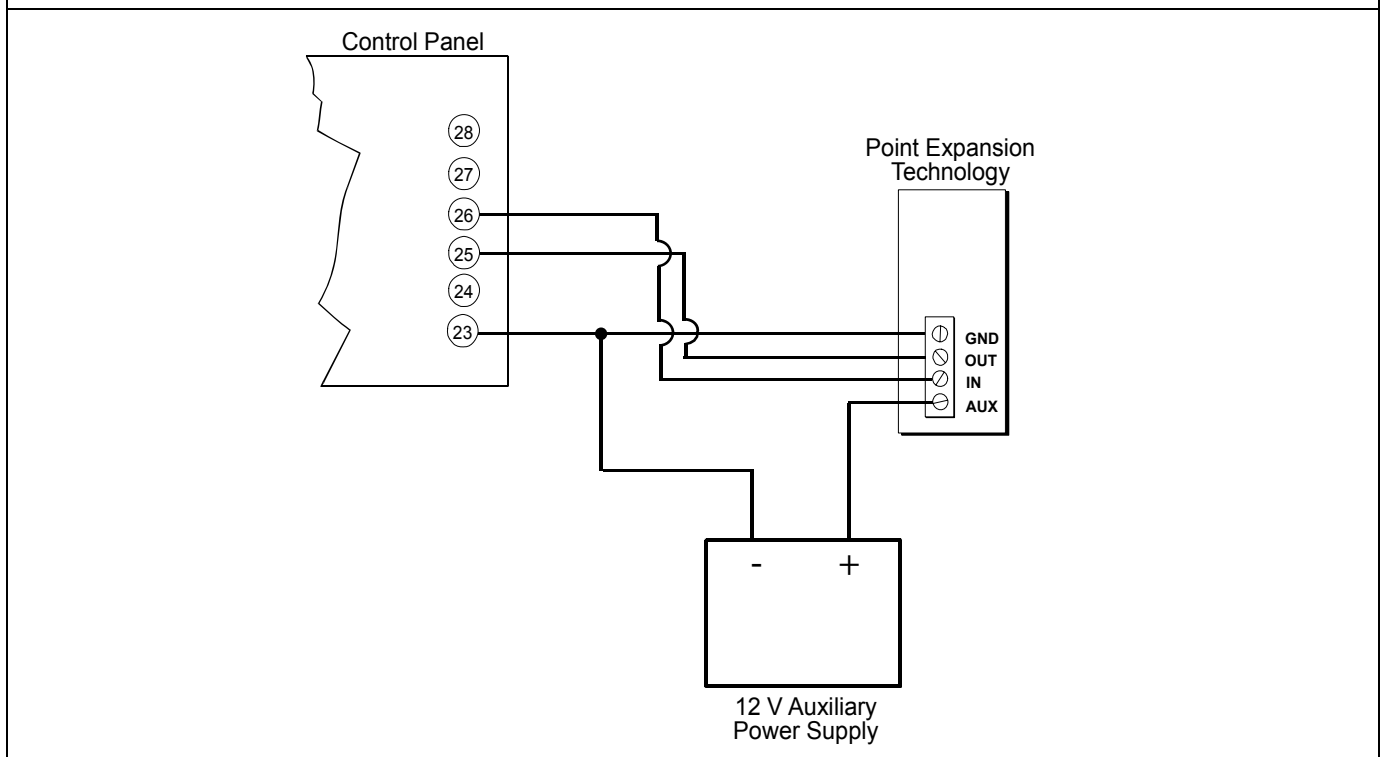 Control Panel
28
27
26
25
24
23
Point Expansion
Technology
GND
OUT
IN
AUX
- +
12 V Auxiliary
Power Supply